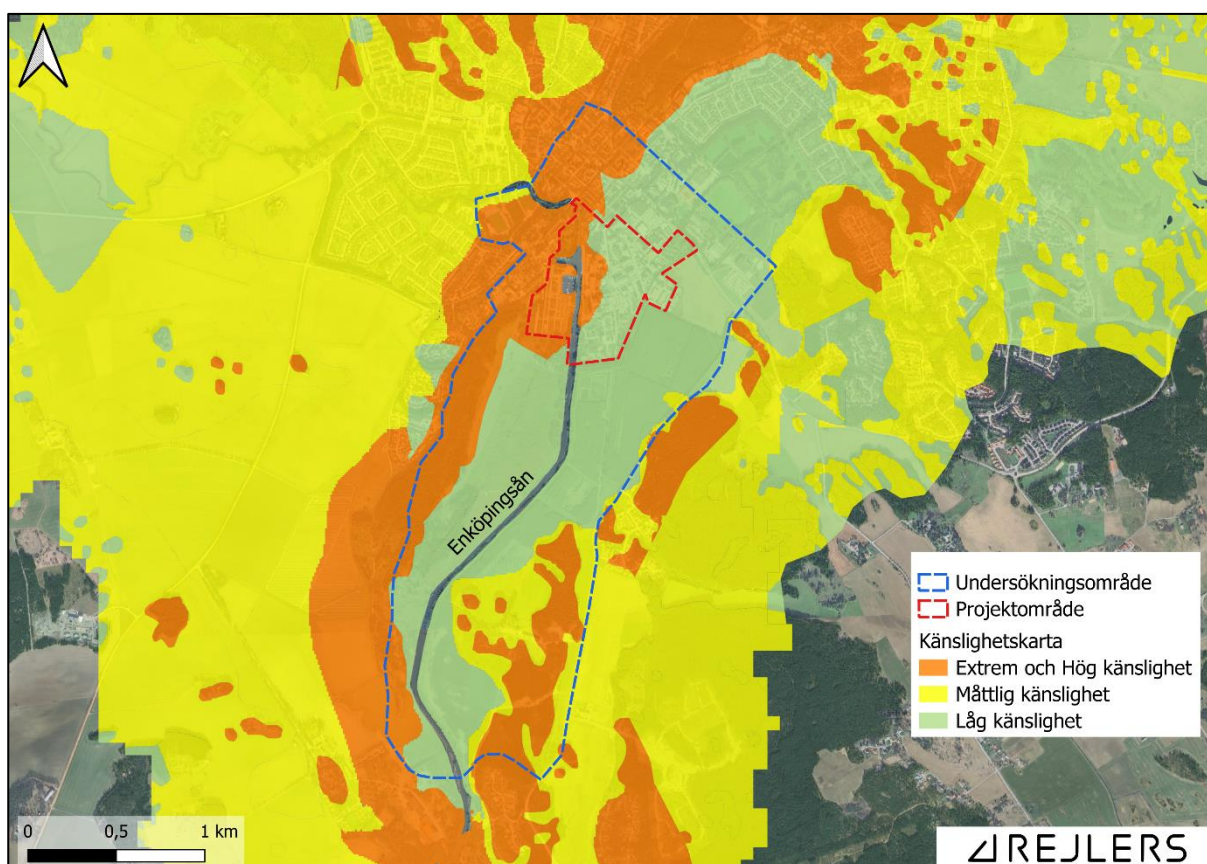 Enköpingsån
Undersökningsområde
Projektområde
Känslighetskarta
Extrem och Hög känslighet
Måttlig känslighet
Låg känslighet
0 0,5 1 km
REJLERS